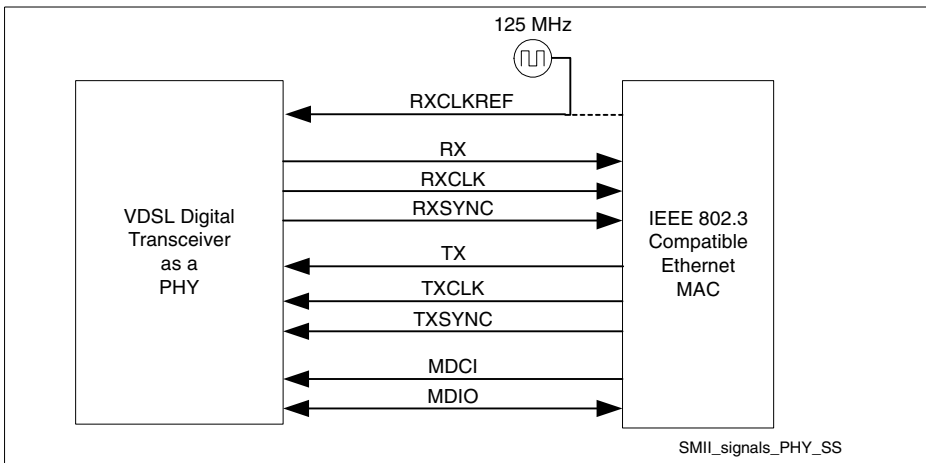 125 MHz
RXCLKREF
RX
RXCLK
RXSYNC
TX
TXCLK
TXSYNC
MDCI
MDIO
VDSL Digital
Transceiver
as a
PHY
IEEE 802.3
Compatible
Ethernet
MAC
SMII_signals_PHY_SS